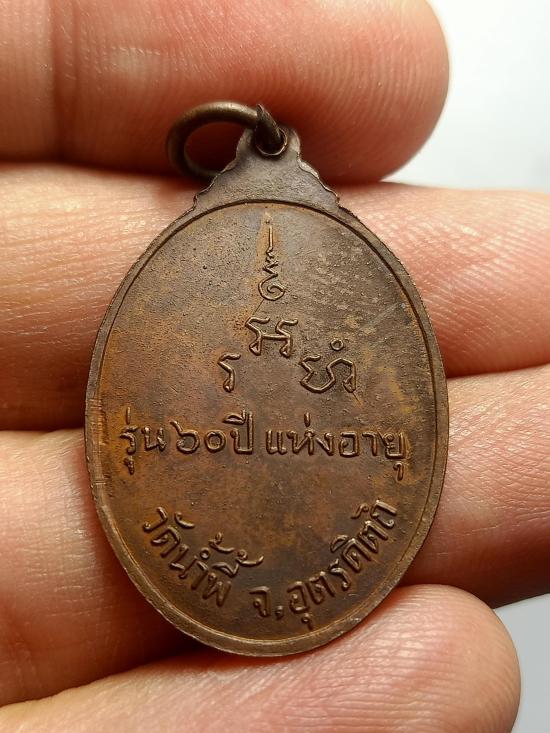 รุ่น ๖๐ ปี แห่งอายุ
วัดน้ำพี้ จ.อุตรดิตถ์